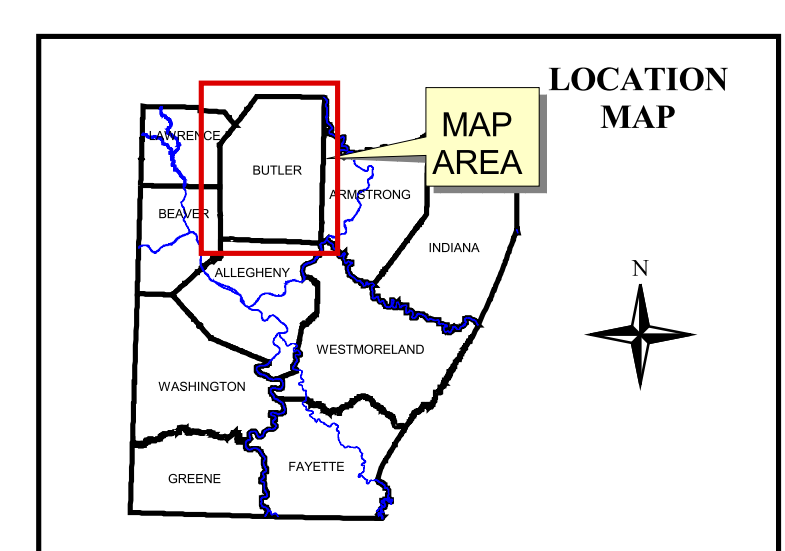 LOCATION
MAP
MAP
AREA
LAWRENCE
BUTLER
ARMSTRONG
BEAVER
INDIANA
ALLEGHENY
N
WESTMORELAND
WASHINGTON
FAYETTE
GREENE